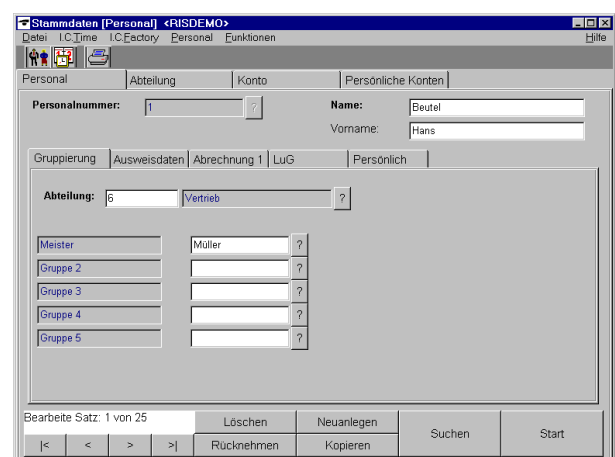 Stammdaten [Personal] <RISDEMO>
Datei I.C.Time I.C.Factory Personal Funktionen Hilfe
Personal Abteilung Konto Persönliche Konten
Personalnummer: 1 ? Name: Beutel
Vorname: Hans
Gruppierung Ausweisdaten Abrechnung 1 LuG Persönlich
Abteilung: 6 Vertrieb ?
Meister Müller ?
Gruppe 2 ?
Gruppe 3 ?
Gruppe 4 ?
Gruppe 5 ?
Bearbeite Satz: 1 von 25 Löschen Neuanlegen Suchen Start
|< < > >| Rücknehmen Kopieren